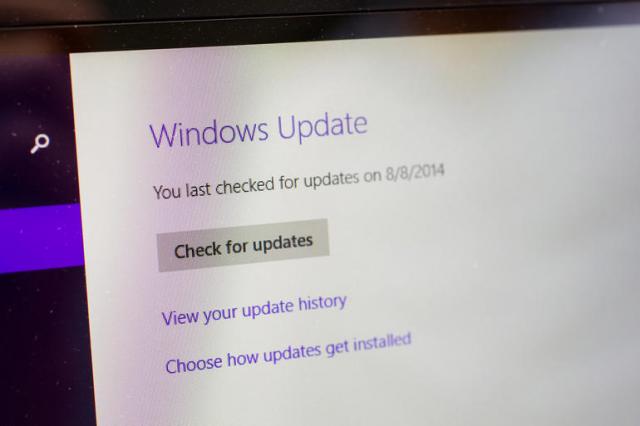 Windows Update
You last checked for updates on 8/8/2014
Check for updates
View your update history
Choose how updates get installed